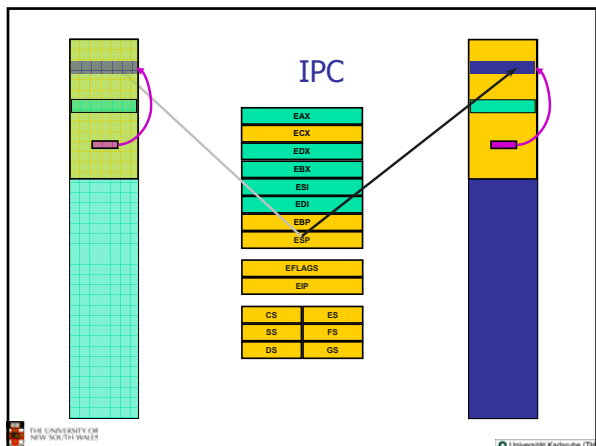 IPC
EAX
ECX
EDX
EBX
ESI
EDI
EBP
ESP
EFLAGS
EIP
CS ES
SS FS
DS GS
THE UNIVERSITY OF
NEW SOUTH WALES
Universität Karlsruhe (TH